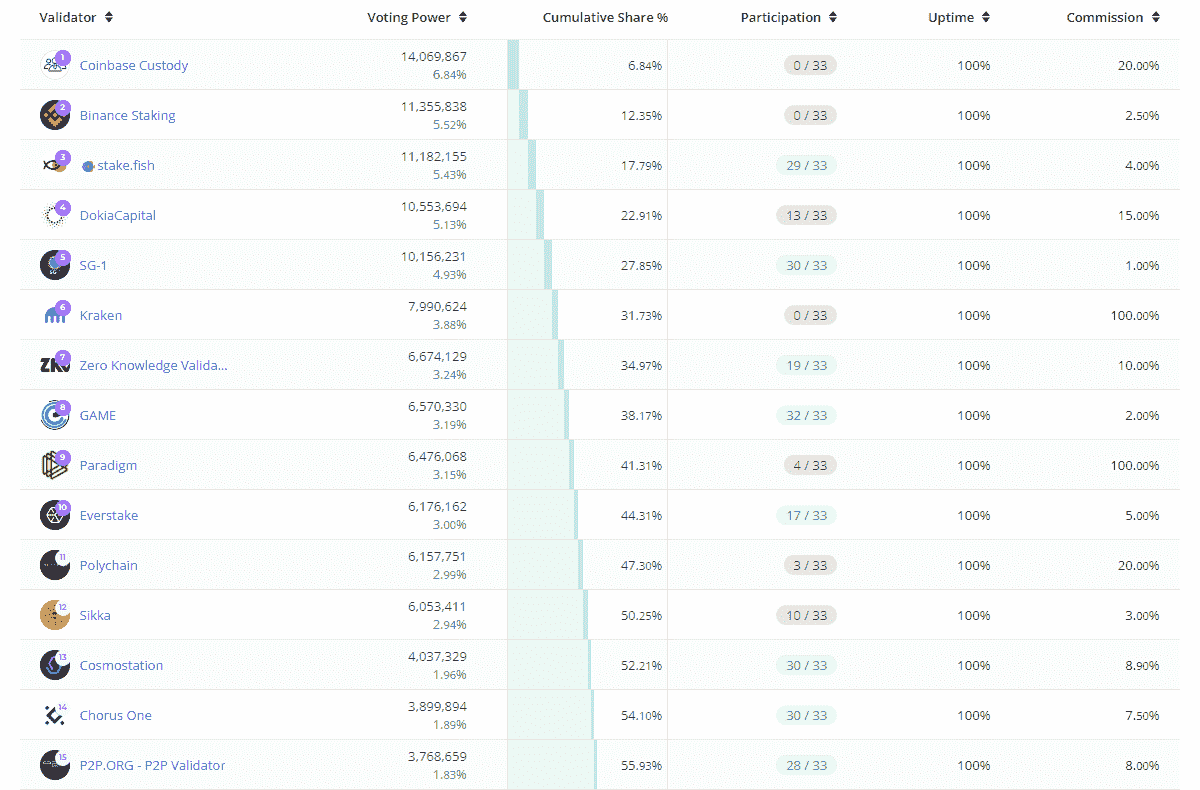 Validator Voting Power Cumulative Share % Participation Uptime Commission
1 Coinbase Custody 14,069,867 6.84% 6.84% 0 / 33 100% 20.00%
2 Binance Staking 11,355,838 5.52% 12.35% 0 / 33 100% 2.50%
3 stake.fish 11,182,155 5.43% 17.79% 29 / 33 100% 4.00%
4 DokiaCapital 10,553,694 5.13% 22.91% 13 / 33 100% 15.00%
5 SG-1 10,156,231 4.93% 27.85% 30 / 33 100% 1.00%
6 Kraken 7,990,624 3.88% 31.73% 0 / 33 100% 100.00%
7 Zero Knowledge Valida... 6,674,129 3.24% 34.97% 19 / 33 100% 10.00%
8 GAME 6,570,330 3.19% 38.17% 32 / 33 100% 2.00%
9 Paradigm 6,476,068 3.15% 41.31% 4 / 33 100% 100.00%
10 Everstake 6,176,162 3.00% 44.31% 17 / 33 100% 5.00%
11 Polychain 6,157,751 2.99% 47.30% 3 / 33 100% 20.00%
12 Sikka 6,053,411 2.94% 50.25% 10 / 33 100% 3.00%
13 Cosmostation 4,037,329 1.96% 52.21% 30 / 33 100% 8.90%
14 Chorus One 3,899,894 1.89% 54.10% 30 / 33 100% 7.50%
15 P2P.ORG - P2P Validator 3,768,659 1.83% 55.93% 28 / 33 100% 8.00%